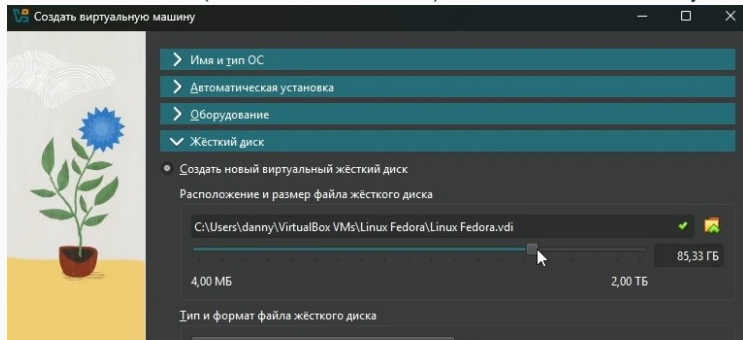 Создать виртуальную машину
Имя и тип ОС
Автоматическая установка
Оборудование
Жёсткий диск
Создать новый виртуальный жёсткий диск
Расположение и размер файла жёсткого диска
C:\Users\danny\VirtualBox VMs\Linux Fedora\Linux Fedora.vdi
85,33 ГБ
4,00 МБ 2,00 ТБ
Тип и формат файла жёсткого диска